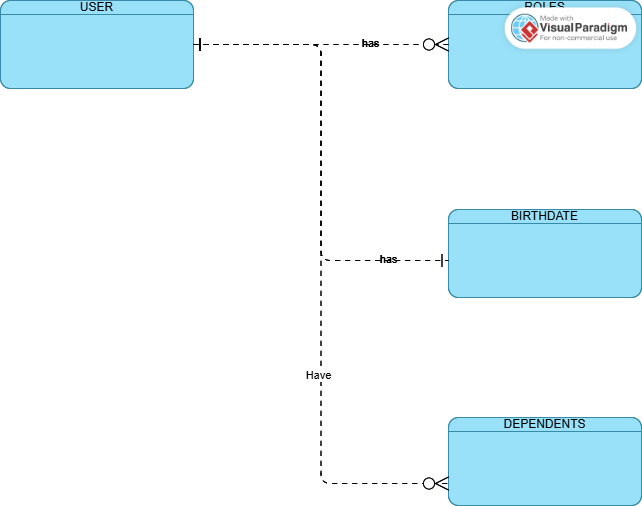 USER
ROLES
Made with
Visual Paradigm
For non-commercial use
has
BIRTHDATE
has
Have
DEPENDENTS